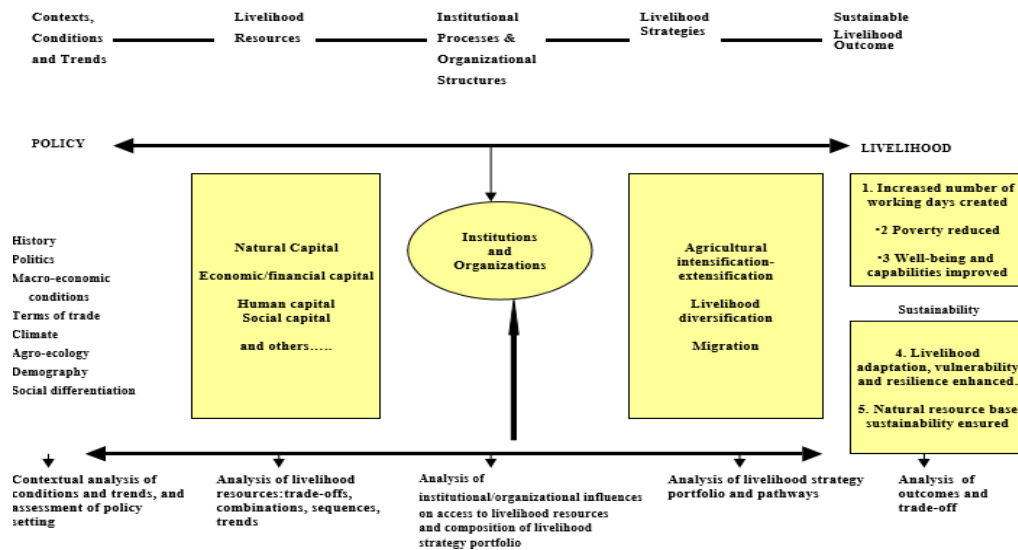 Contexts,
Conditions
and Trends
Livelihood
Resources
Institutional
Processes &
Organizational
Structures
Livelihood
Strategies
Sustainable
Livelihood
Outcome
POLICY
LIVELIHOOD
History
Politics
Macro-economic
conditions
Terms of trade
Climate
Agro-ecology
Demography
Social differentiation
Natural Capital
Economic/financial capital
Human capital
Social capital
and others.....
Institutions
and
Organizations
Agricultural
intensification-
extensification
Livelihood
diversification
Migration
1. Increased number of
working days created
•2 Poverty reduced
•3 Well-being and
capabilities improved
Sustainability
4. Livelihood
adaptation, vulnerability
and resilience enhanced.
5. Natural resource base
sustainability ensured
Contextual analysis of
conditions and trends, and
assessment of policy
setting
Analysis of livelihood
resources:trade-offs,
combinations, sequences,
trends
Analysis of
institutional/organizational influences
on access to livelihood resources
and composition of livelihood
strategy portfolio
Analysis of livelihood strategy
portfolio and pathways
Analysis of
outcomes and
trade-off